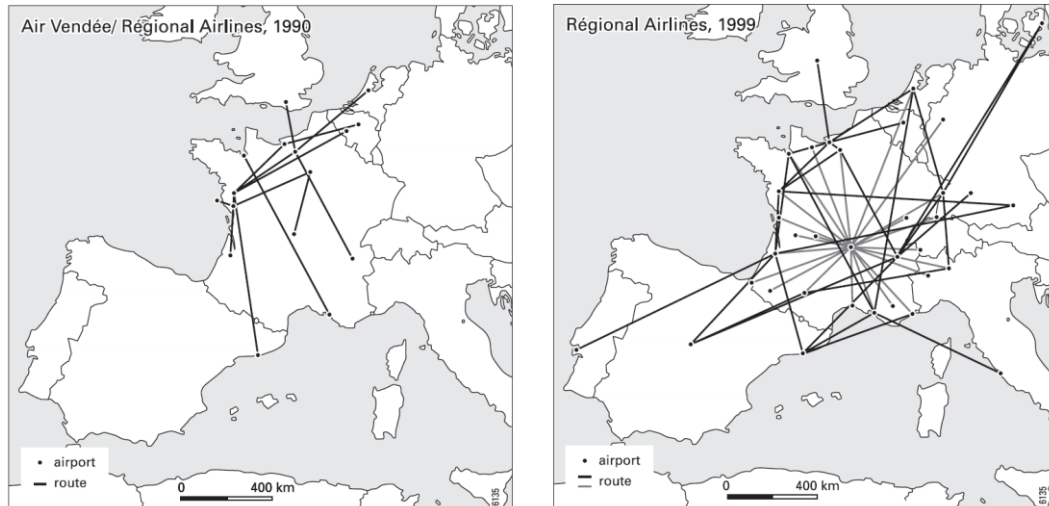 Air Vendée/ Régional Airlines, 1990
airport
route
0 400 km
6135
Régional Airlines, 1999
airport
route
0 400 km
6135